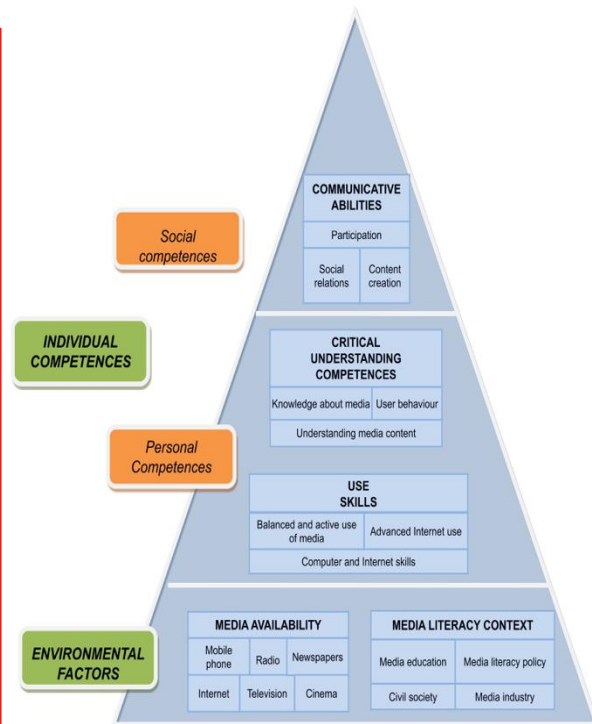 COMMUNICATIVE
ABILITIES
Participation
Social
relations
Content
creation
Social
competences
INDIVIDUAL
COMPETENCES
CRITICAL
UNDERSTANDING
COMPETENCES
Knowledge about media
User behaviour
Understanding media content
Personal
Competences
USE
SKILLS
Balanced and active use
of media
Advanced Internet use
Computer and Internet skills
ENVIRONMENTAL
FACTORS
MEDIA AVAILABILITY
Mobile
phone
Radio
Newspapers
Internet
Television
Cinema
MEDIA LITERACY CONTEXT
Media education
Media literacy policy
Civil society
Media industry